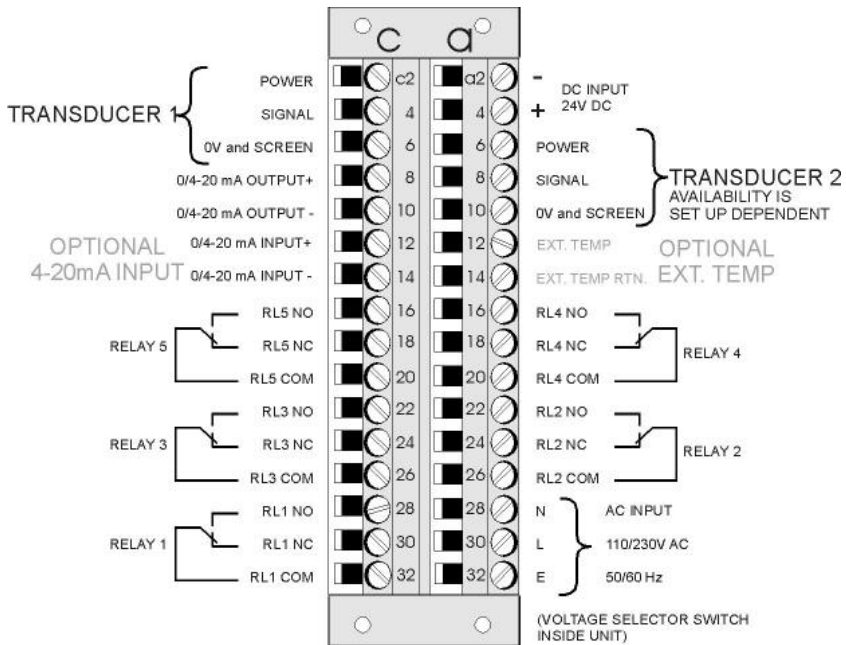 c a
POWER c2 a2 - DC INPUT
TRANSDUCER 1 SIGNAL 4 4 + 24V DC
0V and SCREEN 6 6 POWER
0/4-20 mA OUTPUT+ 8 8 SIGNAL TRANSDUCER 2
AVAILABILITY IS
0/4-20 mA OUTPUT - 10 10 0V and SCREEN SET UP DEPENDENT
OPTIONAL 0/4-20 mA INPUT+ 12 12 EXT. TEMP OPTIONAL
4-20mA INPUT 0/4-20 mA INPUT - 14 14 EXT. TEMP RTN. EXT. TEMP
RL5 NO 16 16 RL4 NO
RELAY 5 RL5 NC 18 18 RL4 NC RELAY 4
RL5 COM 20 20 RL4 COM
RL3 NO 22 22 RL2 NO
RELAY 3 RL3 NC 24 24 RL2 NC RELAY 2
RL3 COM 26 26 RL2 COM
RL1 NO 28 28 N AC INPUT
RELAY 1 RL1 NC 30 30 L 110/230V AC
RL1 COM 32 32 E 50/60 Hz
(VOLTAGE SELECTOR SWITCH
INSIDE UNIT)